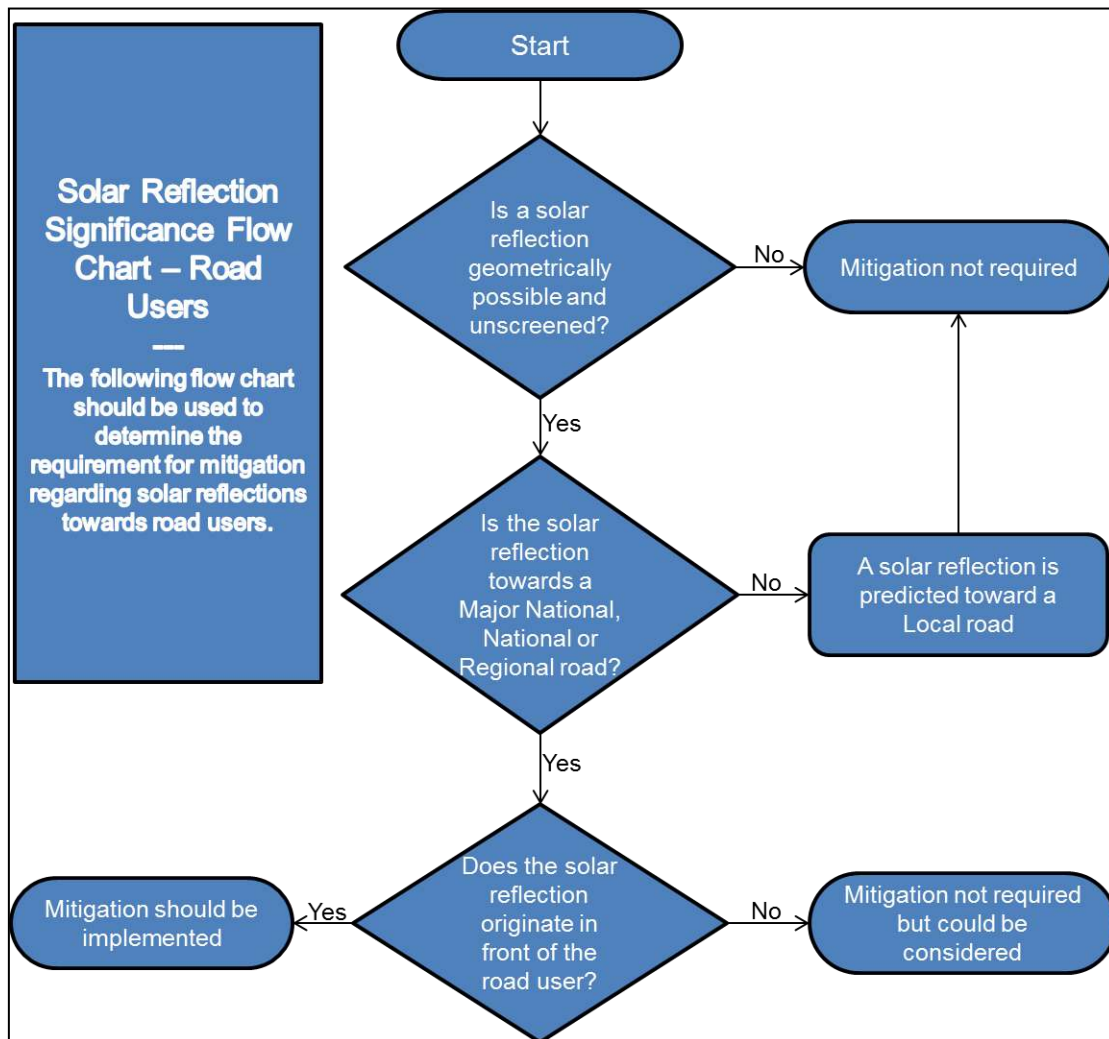 Solar Reflection
Significance Flow
Chart – Road
Users
---
The following flow chart
should be used to
determine the
requirement for mitigation
regarding solar reflections
towards road users.
Start
Is a solar
reflection
geometrically
possible and
unscreened?
No
Mitigation not required
Yes
Is the solar
reflection
towards a
Major National,
National or
Regional road?
No
A solar reflection is
predicted toward a
Local road
Yes
Does the solar
reflection
originate in
front of the
road user?
Yes
Mitigation should be
implemented
No
Mitigation not required
but could be
considered